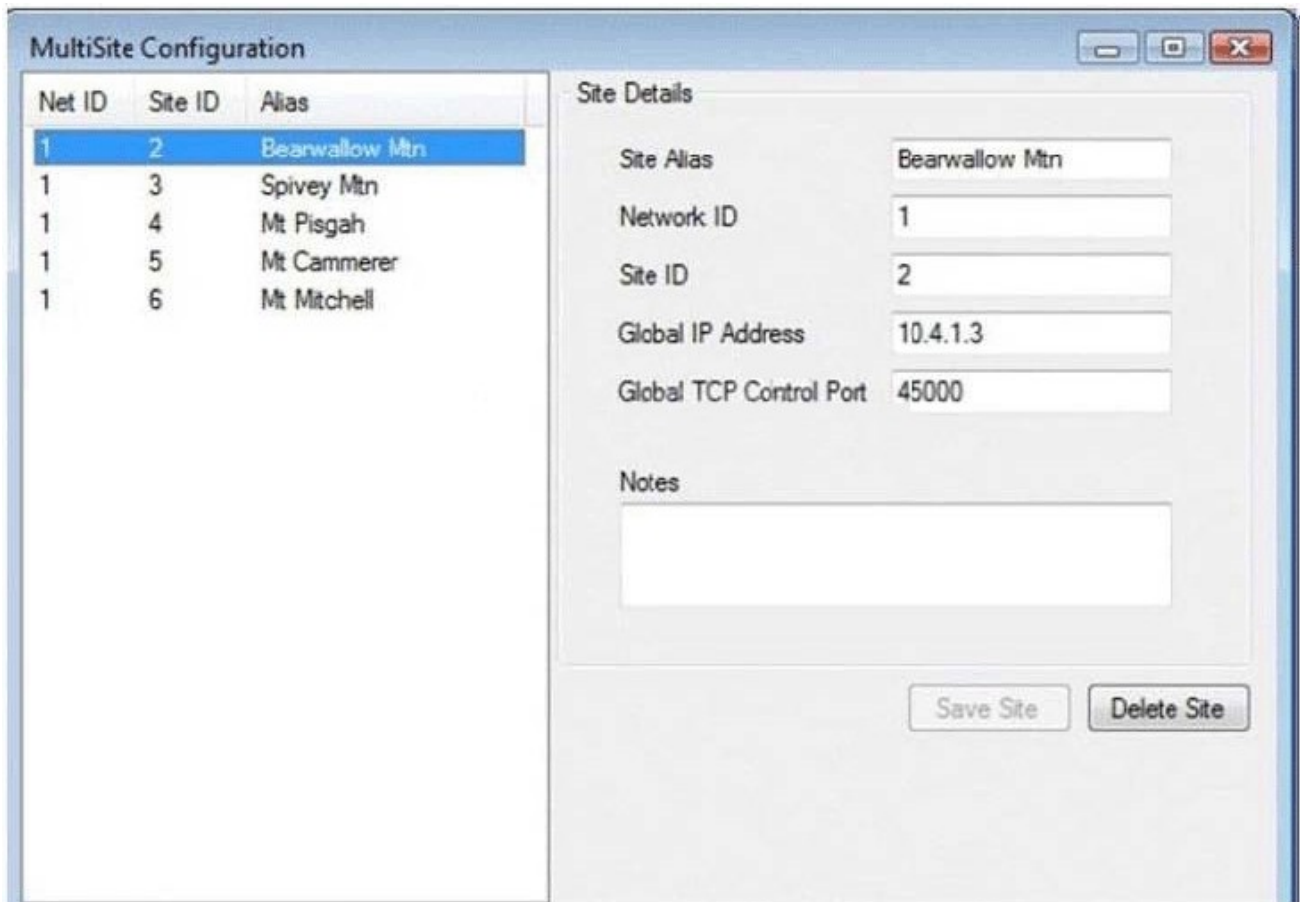 MultiSite Configuration
Net ID Site ID Alias
1 2 Bearwallow Mtn
1 3 Spivey Mtn
1 4 Mt Pisgah
1 5 Mt Cammerer
1 6 Mt Mitchell
Site Details
Site Alias Bearwallow Mtn
Network ID 1
Site ID 2
Global IP Address 10.4.1.3
Global TCP Control Port 45000
Notes
Save Site Delete Site